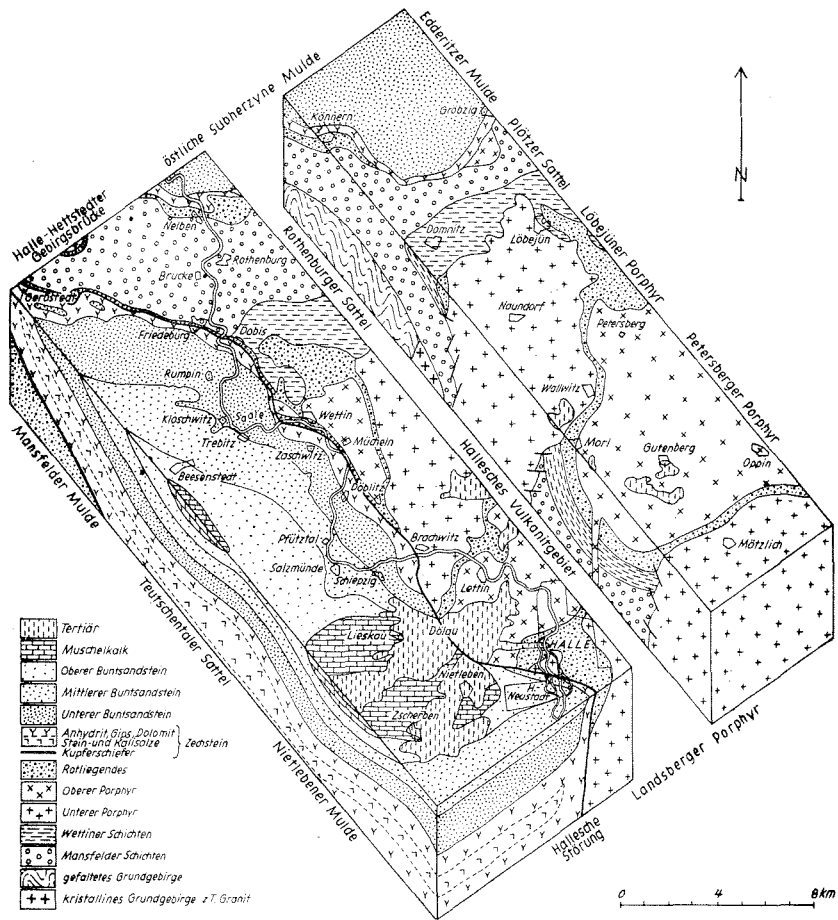 Edderitzer Mulde
östliche Subherzyne Mulde
Könnern
Gröbzig
Plötzer Sattel
N
Halle-Hettstedter
Gebirgsbrücke
Nelben
Rothenburg
Brucke
Rothenburger Sattel
Domnitz
Löbejün
Löbejüner Porphyr
Gerbstedt
Friedeburg
Dobis
Naundorf
Petersberg
Petersberger Porphyr
Rumpin
Wallwitz
Kloschwitz
Saale
Trebitz
Wettin
Zaschwitz
Mücheln
Morl
Gutenberg
Oppin
Mansfelder Mulde
Beesenstedt
Döblitz
Hallesches Vulkanitgebiet
Pfützthal
Brachwitz
Mötzlich
Salzmünde
Schiepzig
Lettin
Teutschentaler Sattel
Lieskau
Dölau
HALLE
Nietleben
H.-
Neustadt
Zscherben
Landsberger Porphyr
Nietlebener Mulde
Hallesche
Störung
Tertiär
Muschelkalk
Oberer Buntsandstein
Mittlerer Buntsandstein
Unterer Buntsandstein
Anhydrit, Gips, Dolomit
Stein-und Kalisalze
Kupferschiefer
Zechstein
Rotliegendes
Oberer Porphyr
Unterer Porphyr
Wettiner Schichten
Mansfelder Schichten
gefaltetes Grundgebirge
kristallines Grundgebirge z T. Granit
0 4 8 km